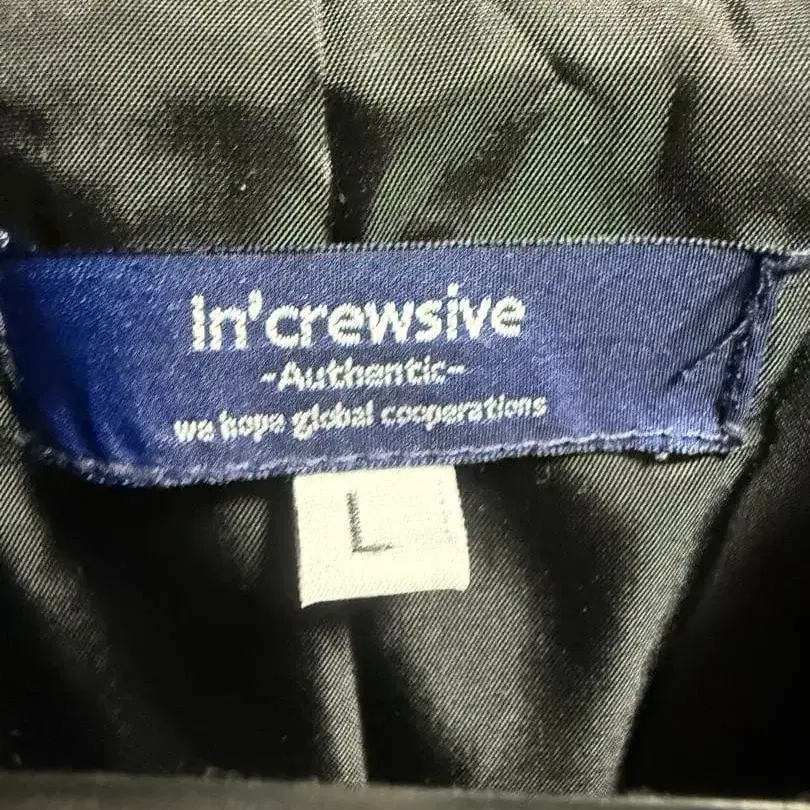 In'crewsive
-Authentic-
we hope global cooperations
L